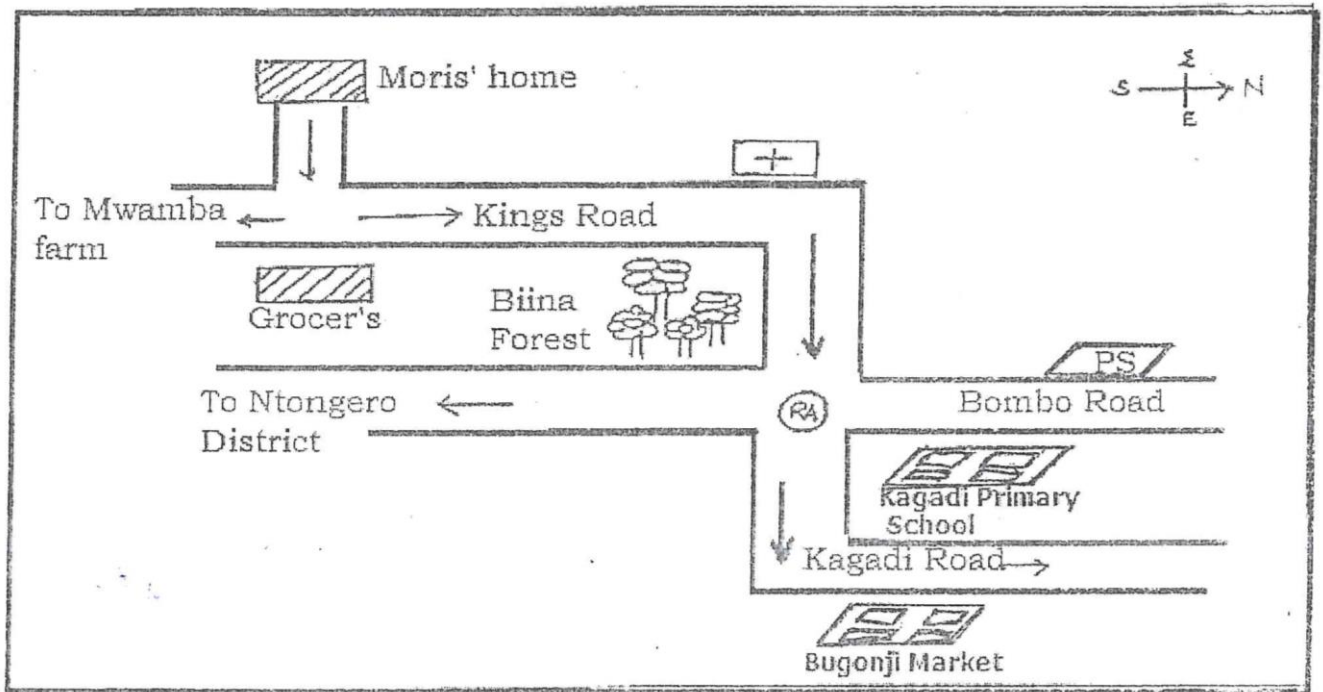 Moris' home
W
S N
E
+
To Mwamba
farm
Kings Road
Grocer's
Biina
Forest
PS
To Ntongero
District
RA
Bombo Road
Kagadi Primary
School
Kagadi Road
Bugonji Market